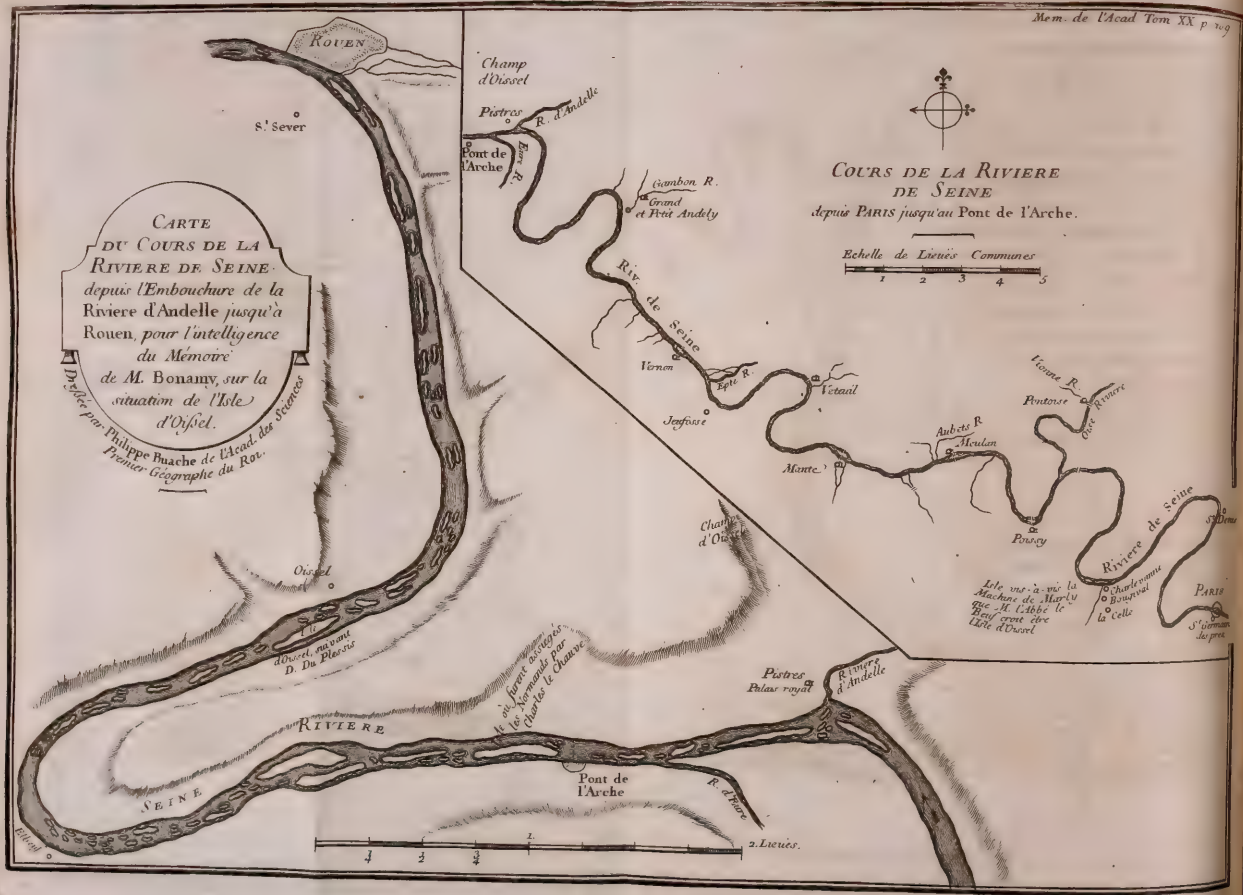 Mem. de l'Acad Tom XX p
ROUEN
S.t Sever
CARTE
DU COURS DE LA
RIVIERE DE SEINE
depuis l'Embouchure de la
Riviere d'Andelle jusqu'à
Rouen, pour l'intelligence
du Mémoire
de M. Bonamy, sur la
situation de l'Isle
d'Oissel.
Dressée par Philippe Buache de l'Acad. des Sciences
Premier Géographe du Roi.
Champ
d'Oissel
Pistres
R. d'Andelle
Pont de
l'Arche
Eure R.
Gambon R.
Grand
et Petit Andely
COURS DE LA RIVIERE
DE SEINE
depuis PARIS jusqu'au Pont de l'Arche.
Echelle de Lieuës Communes
1 2 3 4 5
Riv. de Seine
Vernon
Epte R.
Jeufosse
Vetauil
Mante
Aubets R
Meulan
Vionne R.
Pontoise
Oise Riviere
Poissy
Riviere de Seine
St. Denis
PARIS
St Germain
des prez
Charlevanne
Bougival
la Celle
Isle vis-à-vis la
Machine de Marly
que M. l'Abbé le
Beuf croit être
l'Isle d'Oissel
Oissel
I. le
d'Oissel, suivant
D. Du Plessis
Champ
d'Oissel
Ie où furent assiegés
les Normands par
Charles le Chauve
Pistres
Palais royal
Riviere
d'Andelle
RIVIERE
SEINE
Pont de
l'Arche
R. d'Eure
Elbeuf
1. 2. Lieuës.
1/4 1/2 3/4